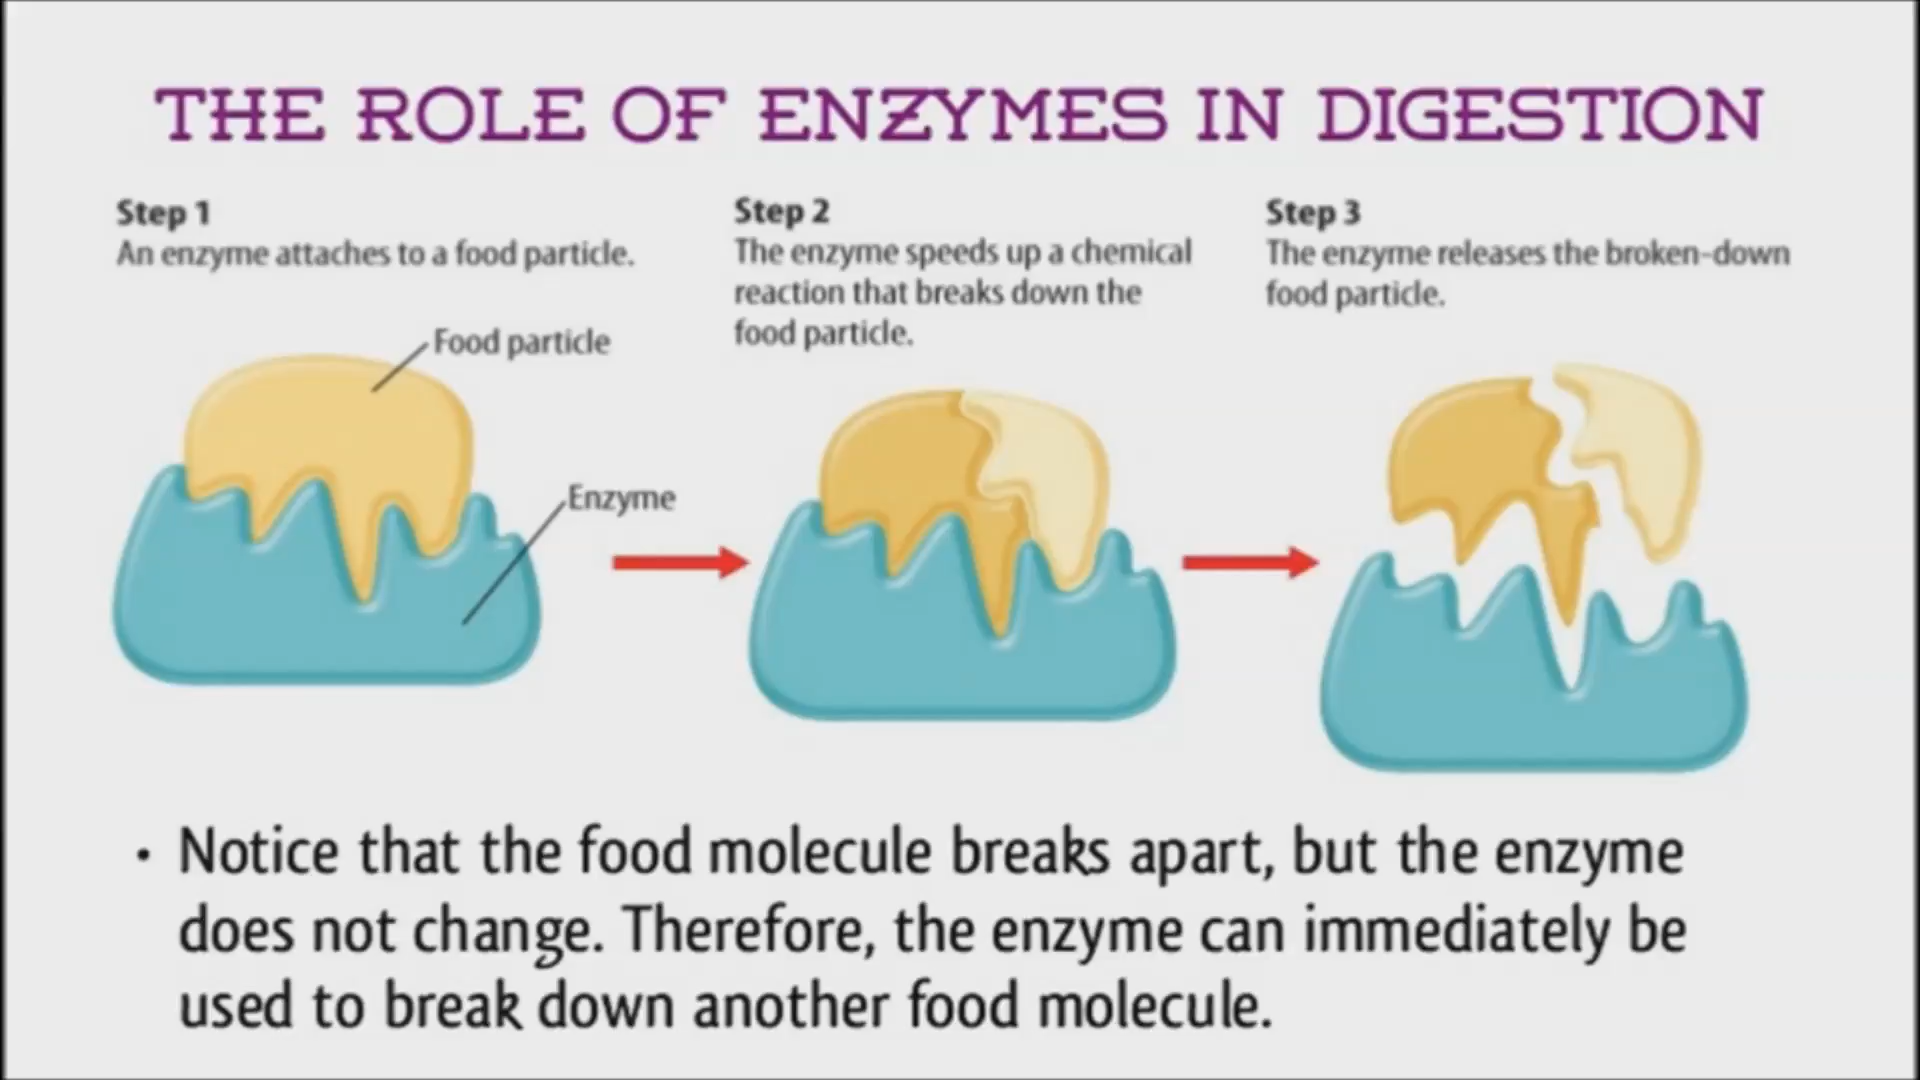 THE ROLE OF ENZYMES IN DIGESTION
Step 1
An enzyme attaches to a food particle.
Step 2
The enzyme speeds up a chemical
reaction that breaks down the
food particle.
Step 3
The enzyme releases the broken-down
food particle.
Food particle
Enzyme
• Notice that the food molecule breaks apart, but the enzyme
does not change. Therefore, the enzyme can immediately be
used to break down another food molecule.